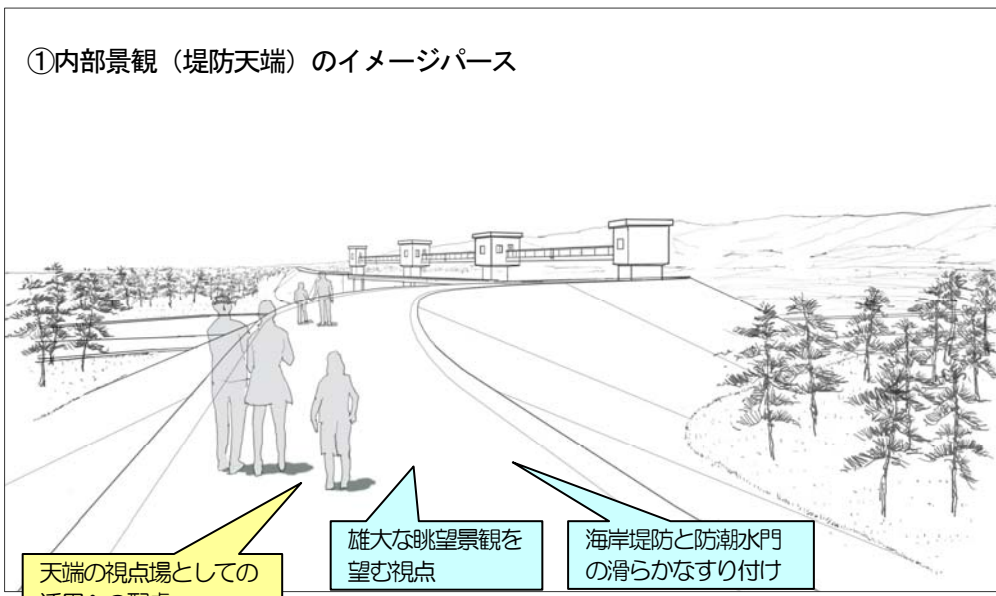 ①内部景観（堤防天端）のイメージパース
天端の視点場としての
雄大な眺望景観を
望む視点
海岸堤防と防潮水門
の滑らかなすり付け